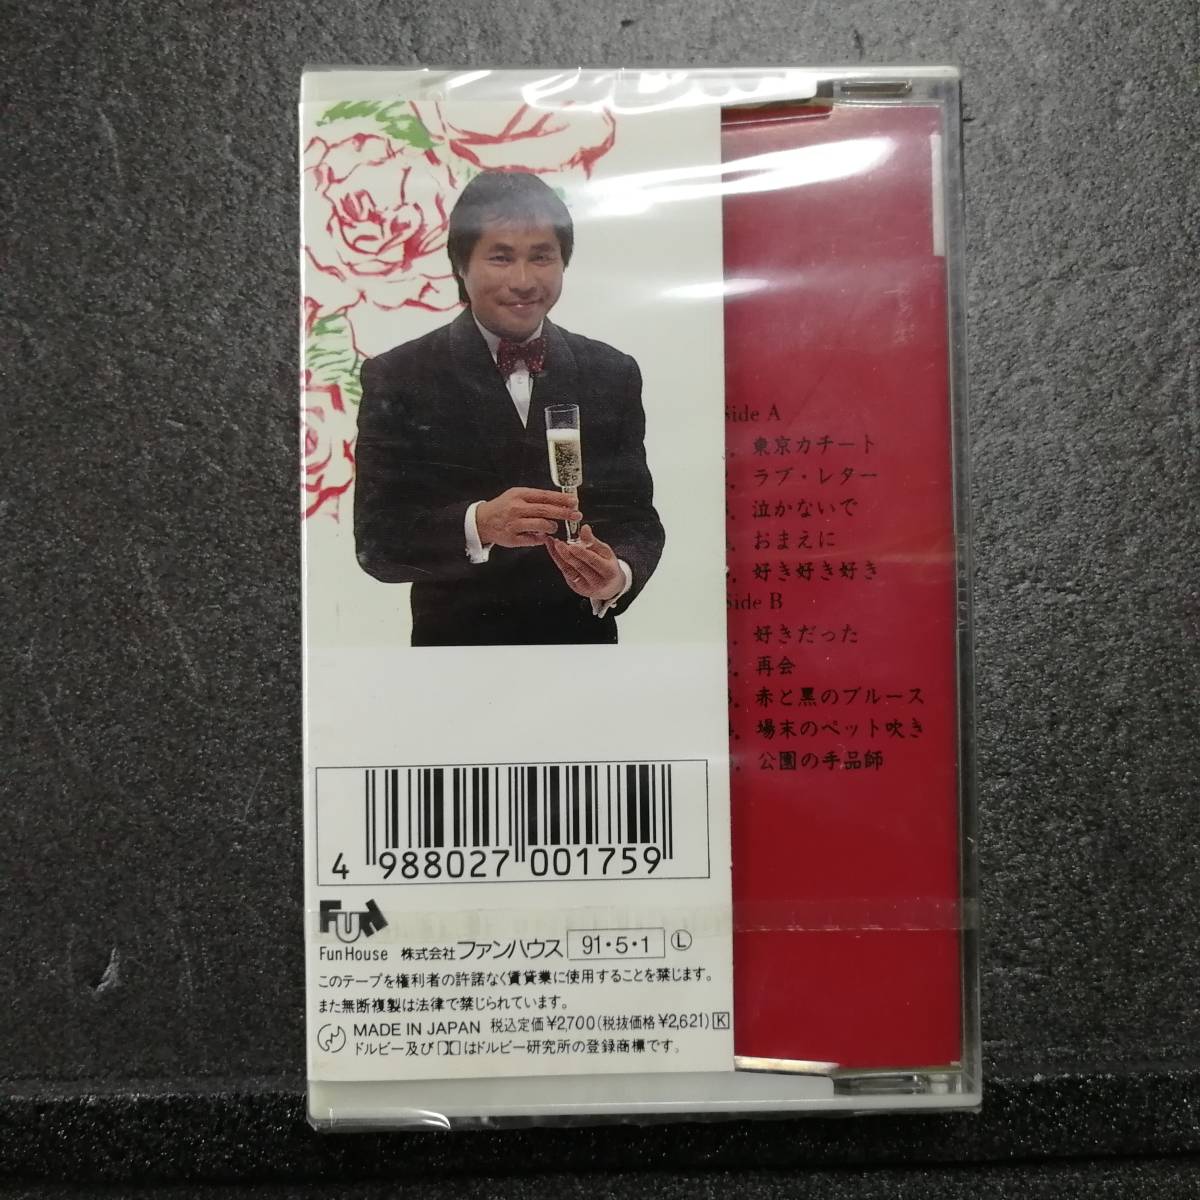 Side A
東京カチート
ラブ・レター
泣かないで
おまえに
好き好き好き
Side B
好きだった
2. 再会
3. 赤と黒のブルース
4. 場末のペット吹き
公園の手品師
4 988027 001759
Fun
Fun House 株式会社ファンハウス 91・5・1 Ⓛ
このテープを権利者の許諾なく賃貸業に使用することを禁じます。
また無断複製は法律で禁じられています。
MADE IN JAPAN 税込定価¥2,700(税抜価格¥2,621) K
ドルビー及びはドルビー研究所の登録商標です。